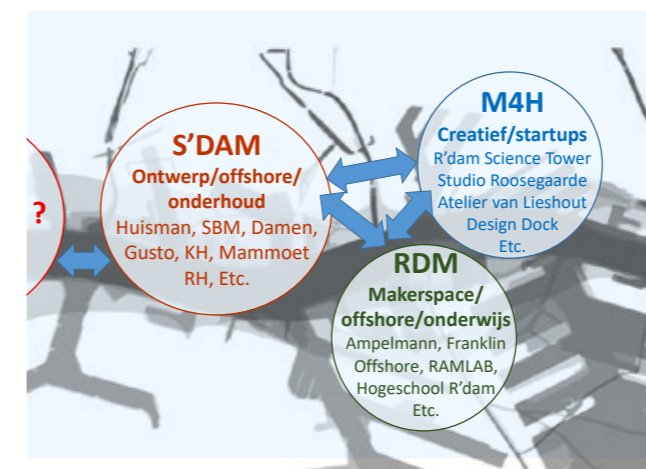 ?
S’DAM
Ontwerp/offshore/
onderhoud
Huisman, SBM, Damen,
Gusto, KH, Mammoet
RH, Etc.
M4H
Creatief/startups
R’dam Science Tower
Studio Roosegaarde
Atelier van Lieshout
Design Dock
Etc.
RDM
Makerspace/
offshore/onderwijs
Ampelmann, Franklin
Offshore, RAMLAB,
Hogeschool R’dam
Etc.